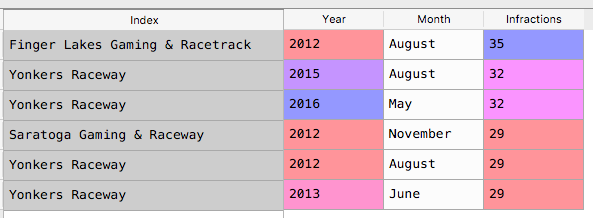 Index Year Month Infractions
Finger Lakes Gaming & Racetrack 2012 August 35
Yonkers Raceway 2015 August 32
Yonkers Raceway 2016 May 32
Saratoga Gaming & Raceway 2012 November 29
Yonkers Raceway 2012 August 29
Yonkers Raceway 2013 June 29